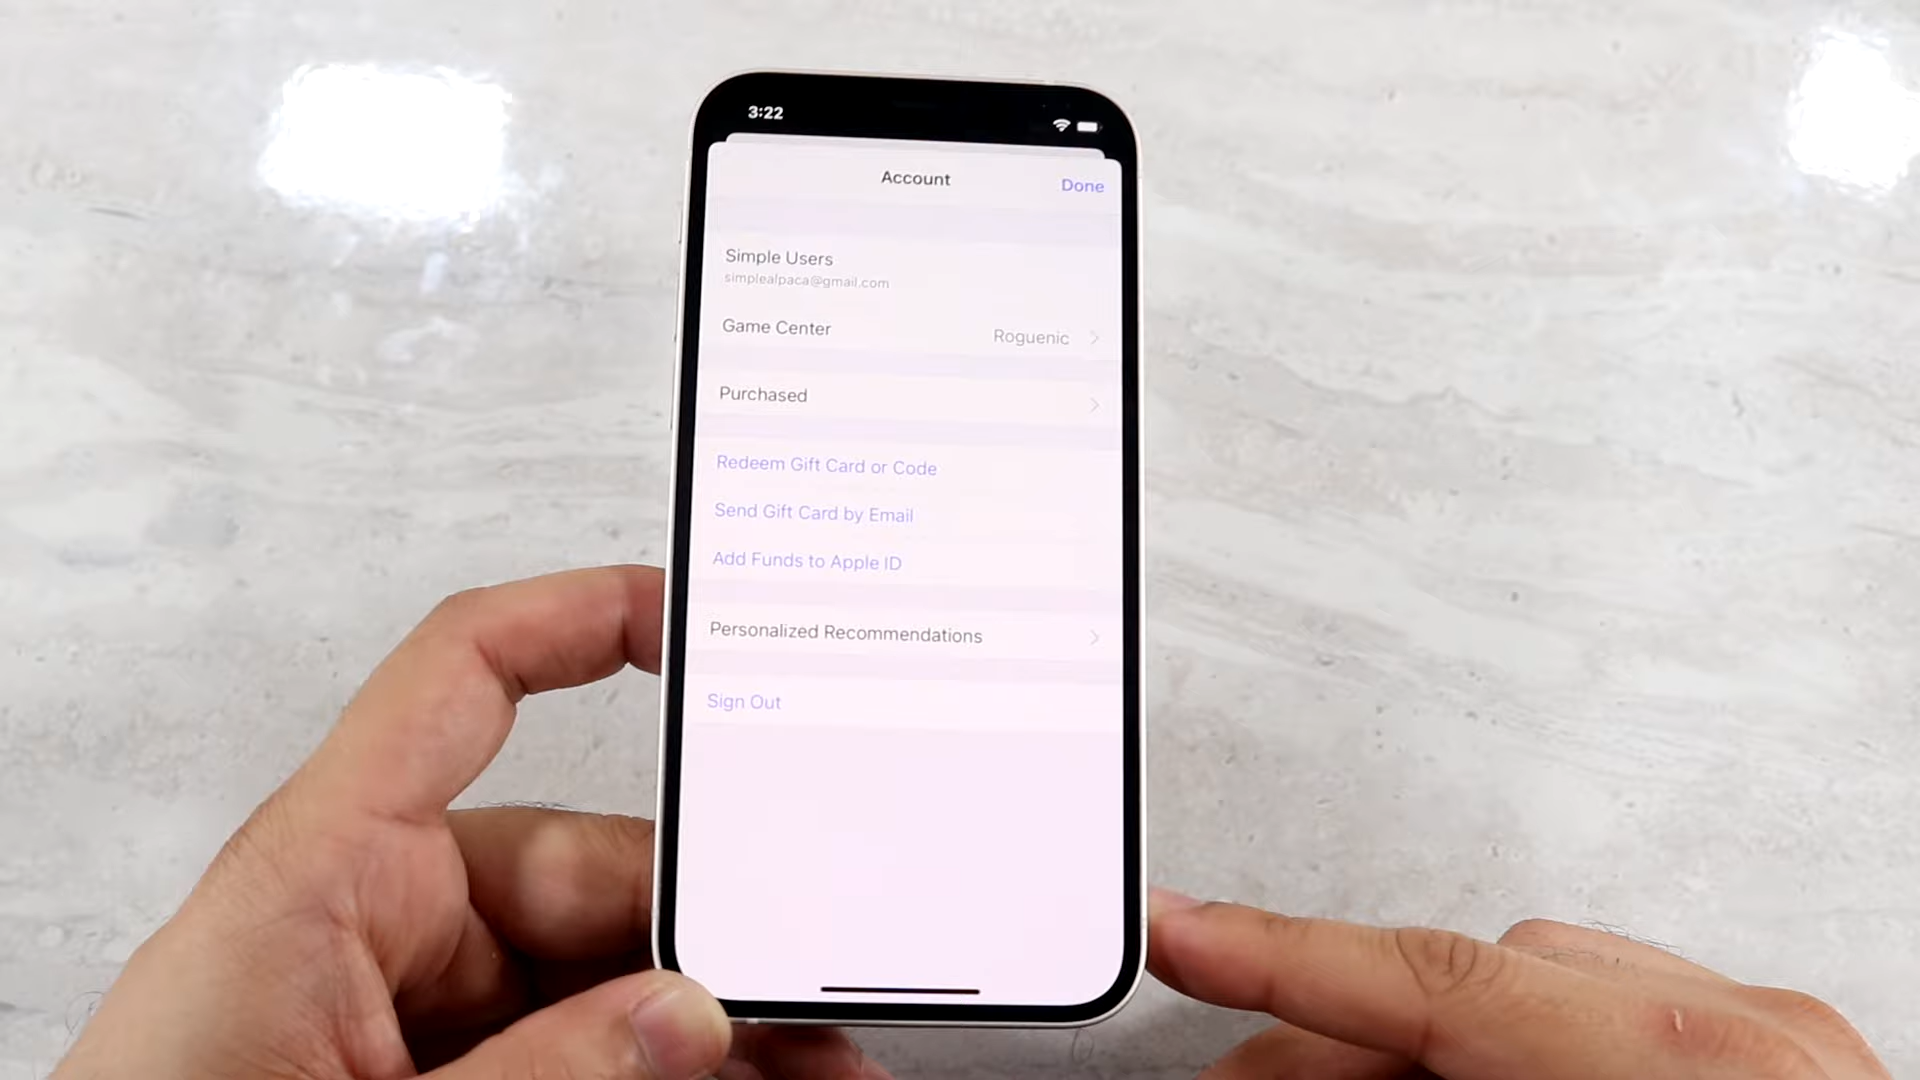 3:22
Account
Done
Simple Users
simplealpaca@gmail.com
Game Center
Roguenic
Purchased
Redeem Gift Card or Code
Send Gift Card by Email
Add Funds to Apple ID
Personalized Recommendations
Sign Out